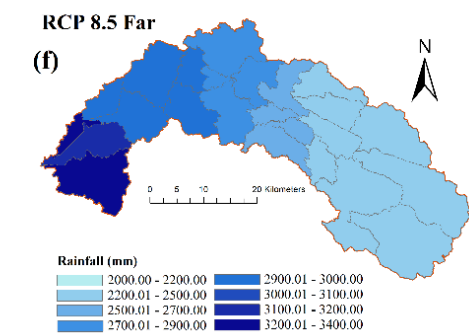 RCP 8.5 Far
(f)
N
0 5 10 20 Kilometers
Rainfall (mm)
2000.00 - 2200.00 2900.01 - 3000.00
2200.01 - 2500.00 3000.01 - 3100.00
2500.01 - 2700.00 3100.01 - 3200.00
2700.01 - 2900.00 3200.01 - 3400.00